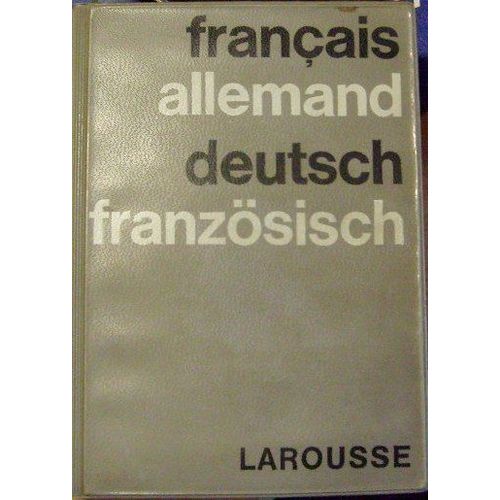 français
allemand
deutsch
französisch
LAROUSSE